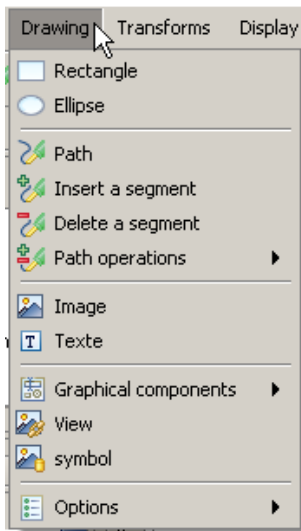 Drawing Transforms Display
Rectangle
Ellipse
Path
Insert a segment
Delete a segment
Path operations
Image
T Texte
Graphical components
View
symbol
Options